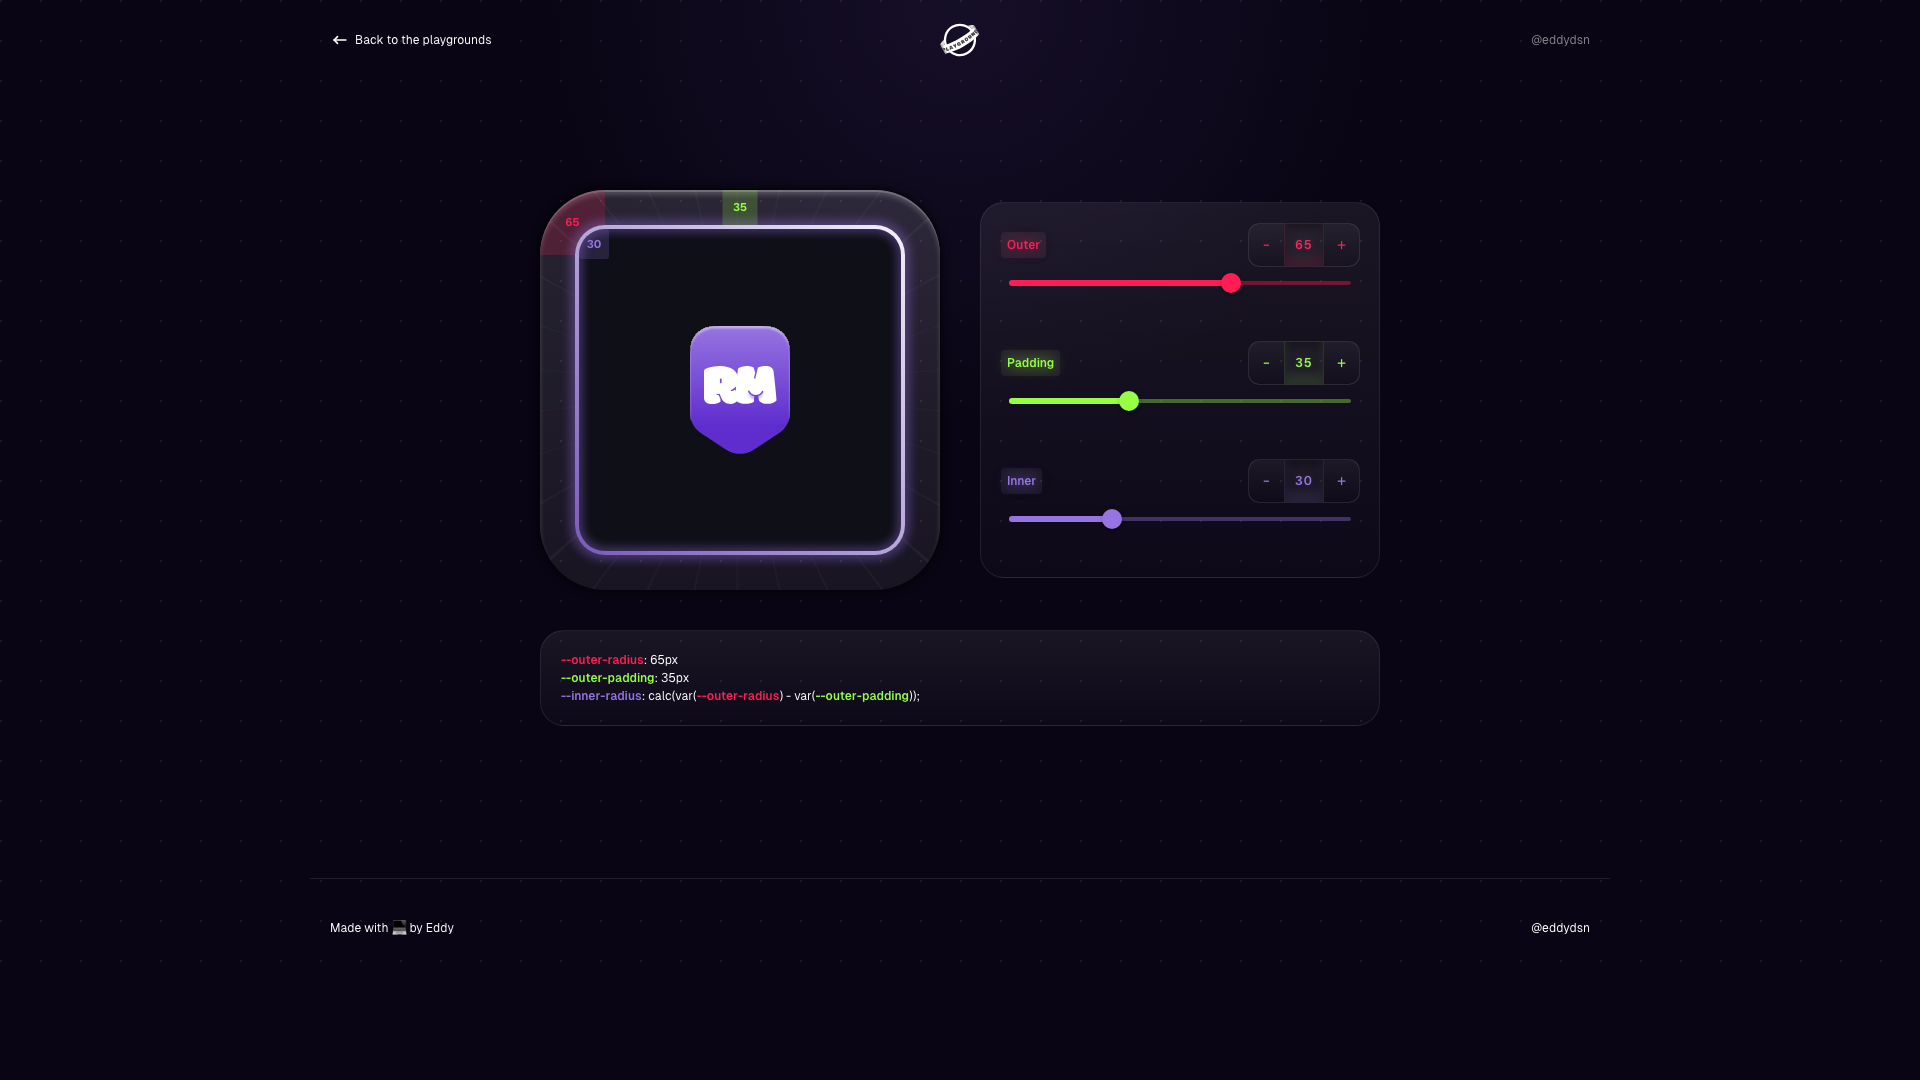 Back to the playgrounds
PLAYGROUND
@eddydsn
35
65
30
RM
Outer
- 65 +
Padding
- 35 +
Inner
- 30 +
--outer-radius: 65px
--outer-padding: 35px
--inner-radius: calc(var(--outer-radius) - var(--outer-padding));
Made with by Eddy
@eddydsn